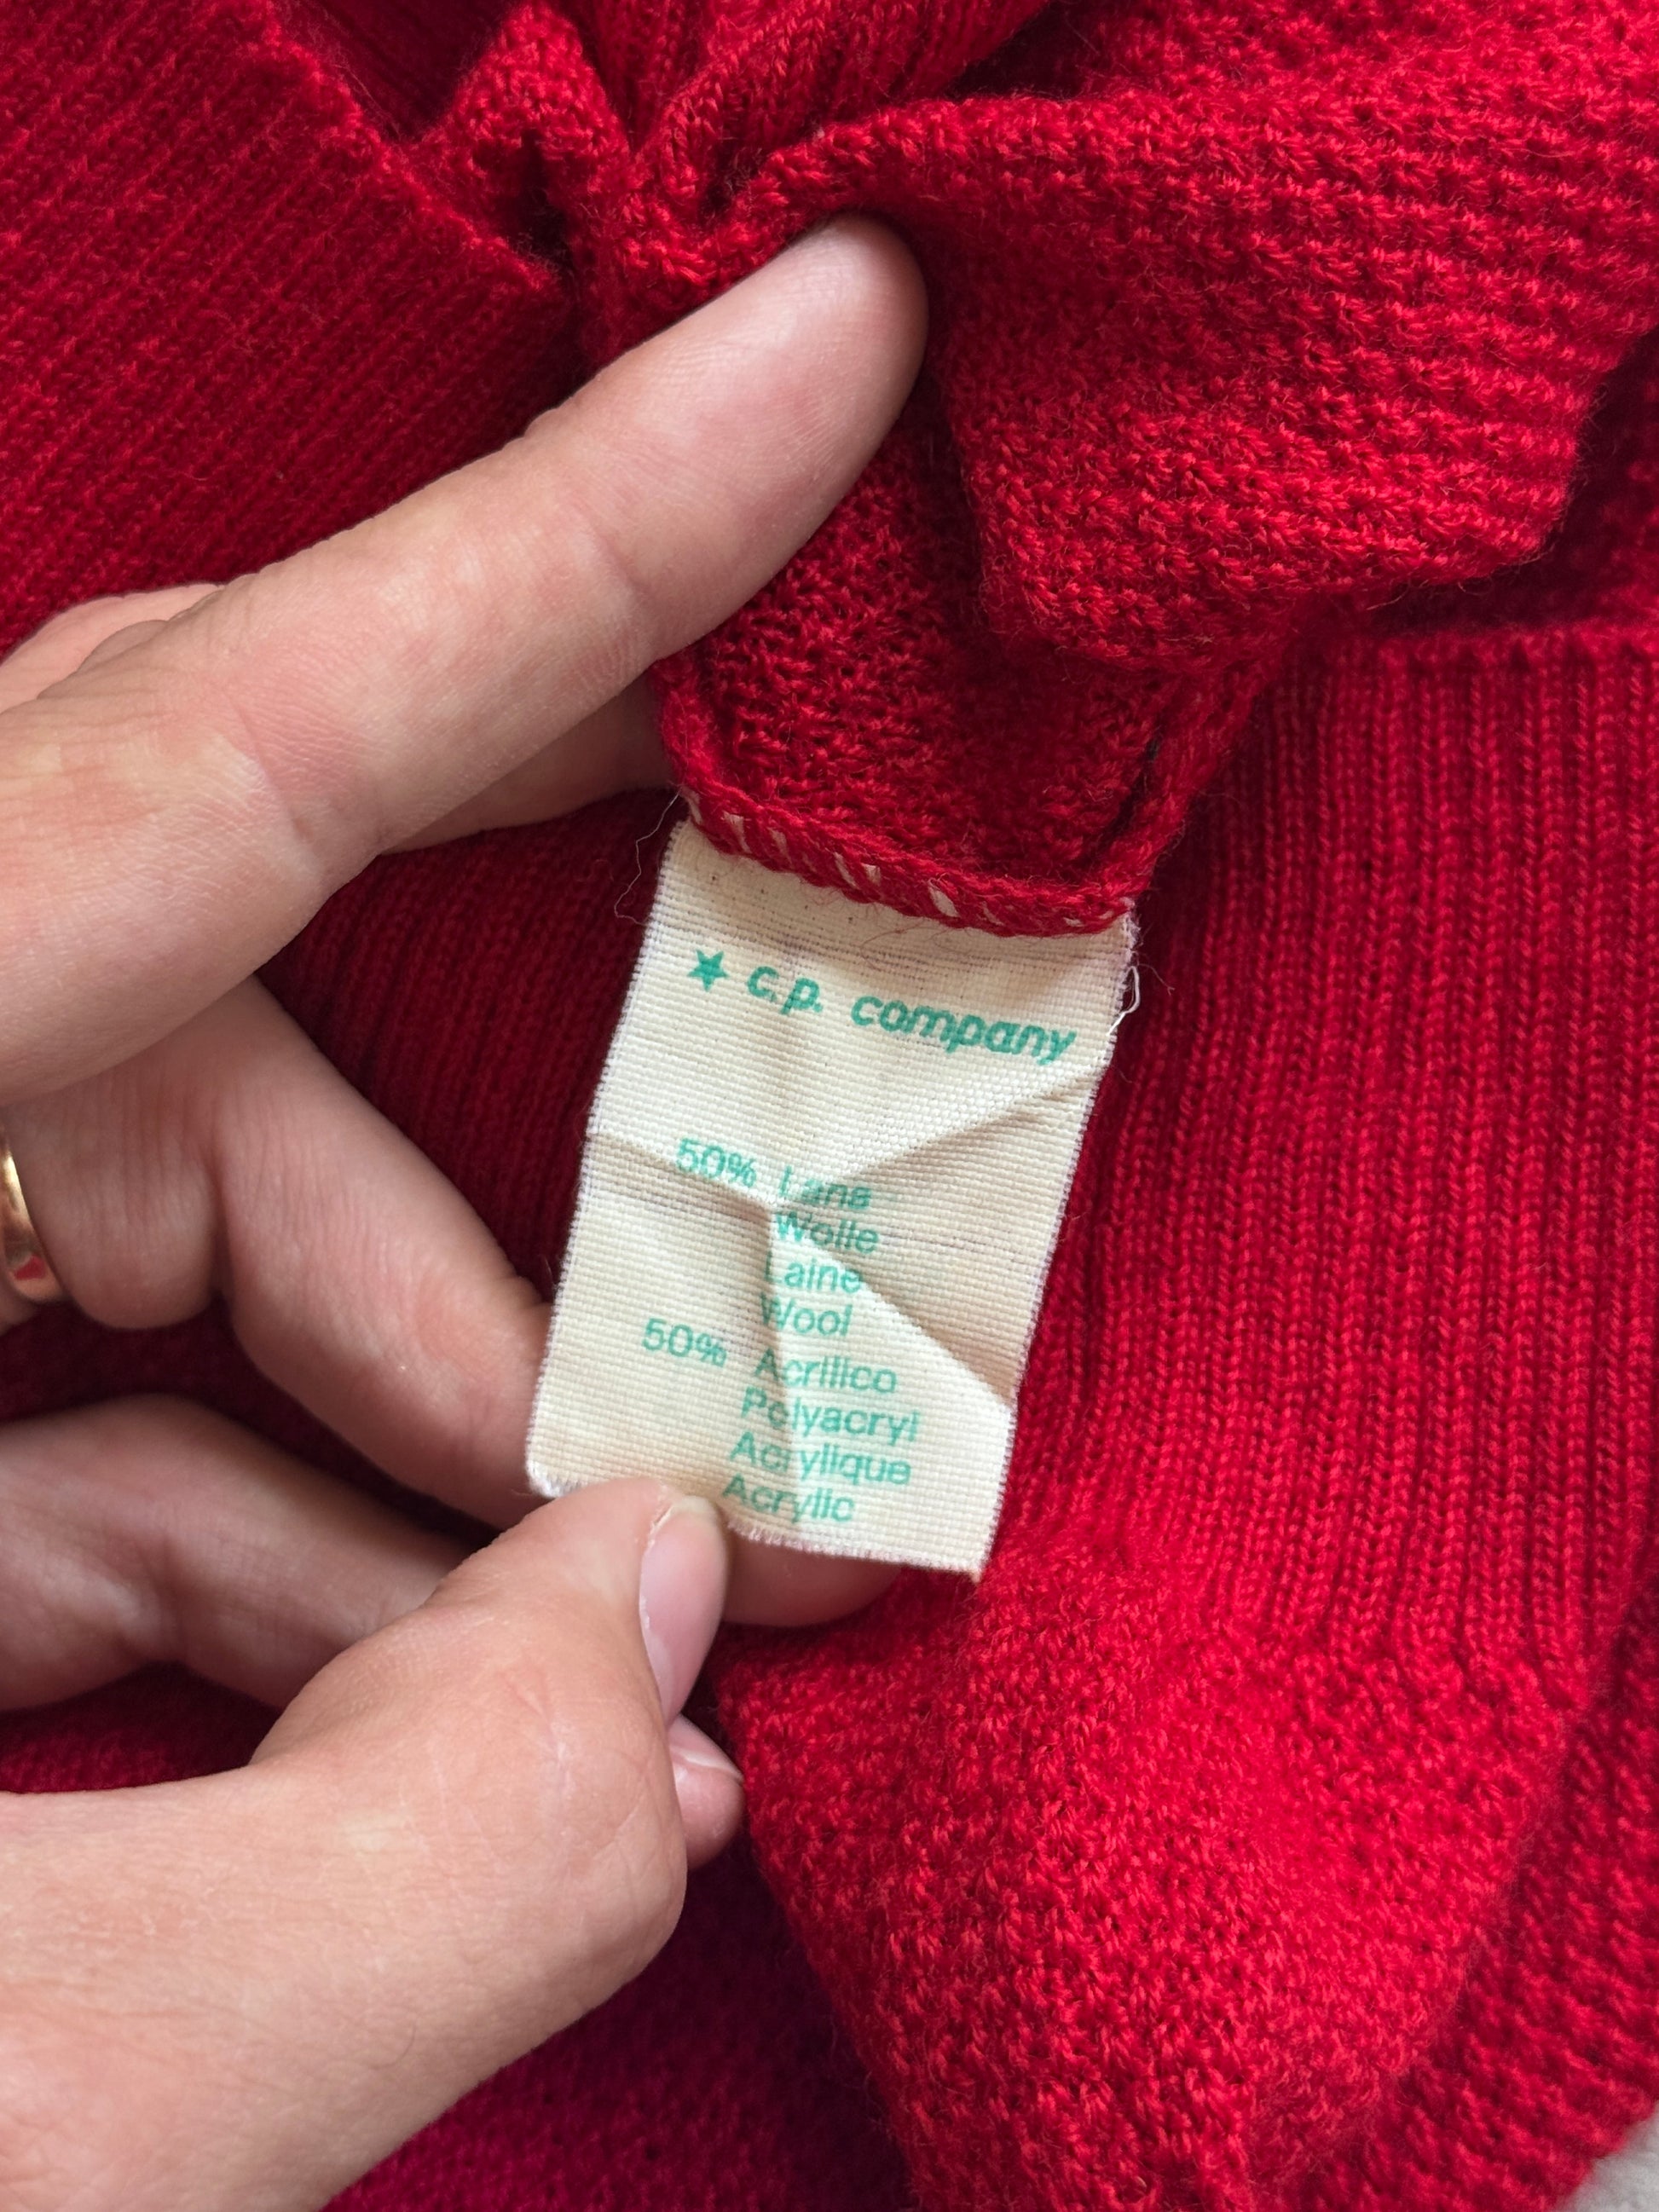 ★ c.p. company
50% Lana
Wolle
Laine
Wool
50% Acrilico
Polyacryl
Acrylique
Acrylic